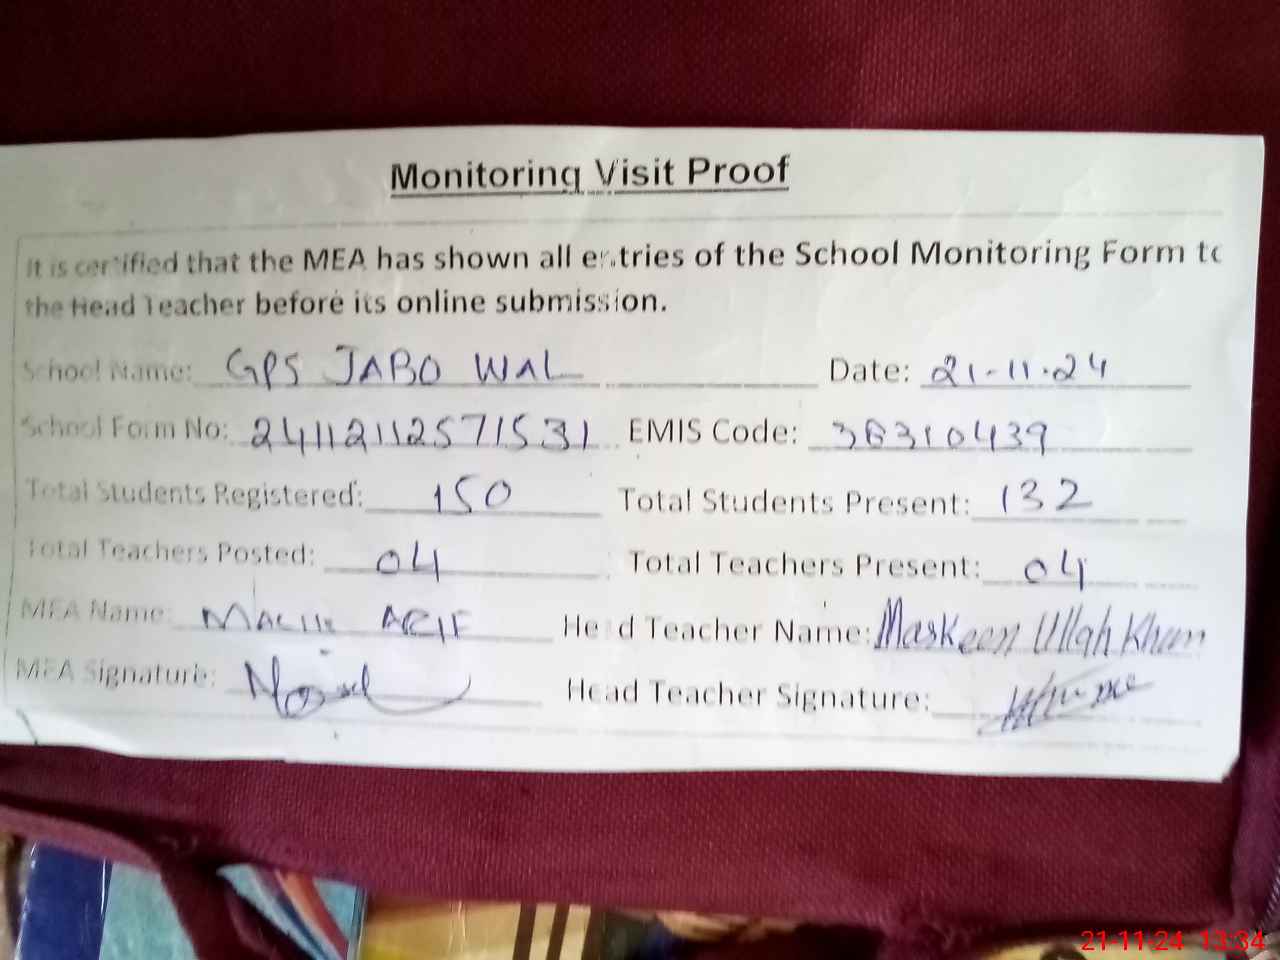 Monitoring Visit Proof
It is certified that the MEA has shown all entries of the School Monitoring Form to
the Head Teacher before its online submission.
School Name: GPS JABO WAL Date: 21-11-24
School Form No: 24112112571531 EMIS Code: 38310439
Total Students Registered: 150 Total Students Present: 132
Total Teachers Posted: 04 Total Teachers Present: 04
MEA Name: MALIK ARIF Head Teacher Name: Maskeen Ullah Khan
MEA Signature: Head Teacher Signature:
21-11-24 13:34